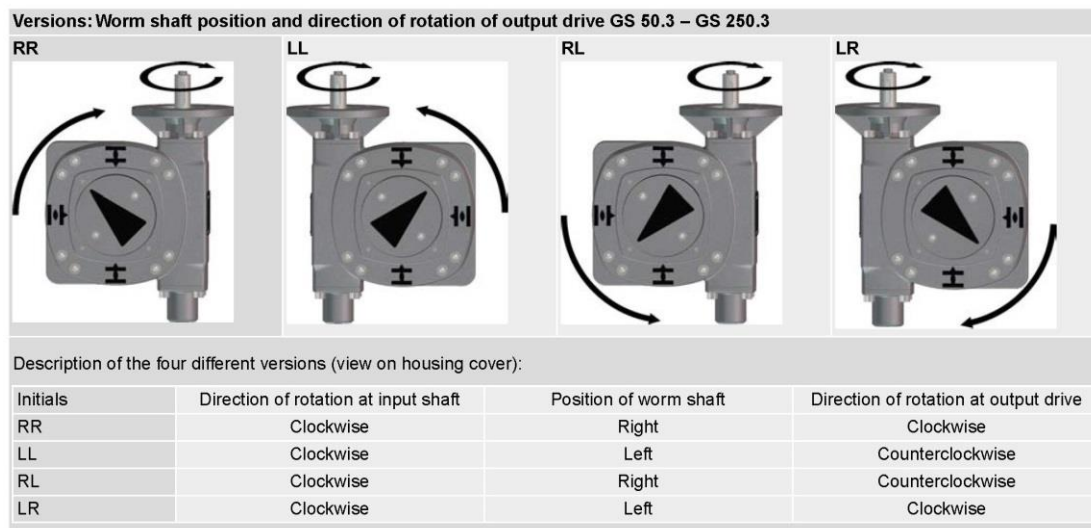 Versions: Worm shaft position and direction of rotation of output drive GS 50.3 – GS 250.3
RR LL RL LR
Description of the four different versions (view on housing cover):
Initials Direction of rotation at input shaft Position of worm shaft Direction of rotation at output drive
RR Clockwise Right Clockwise
LL Clockwise Left Counterclockwise
RL Clockwise Right Counterclockwise
LR Clockwise Left Clockwise